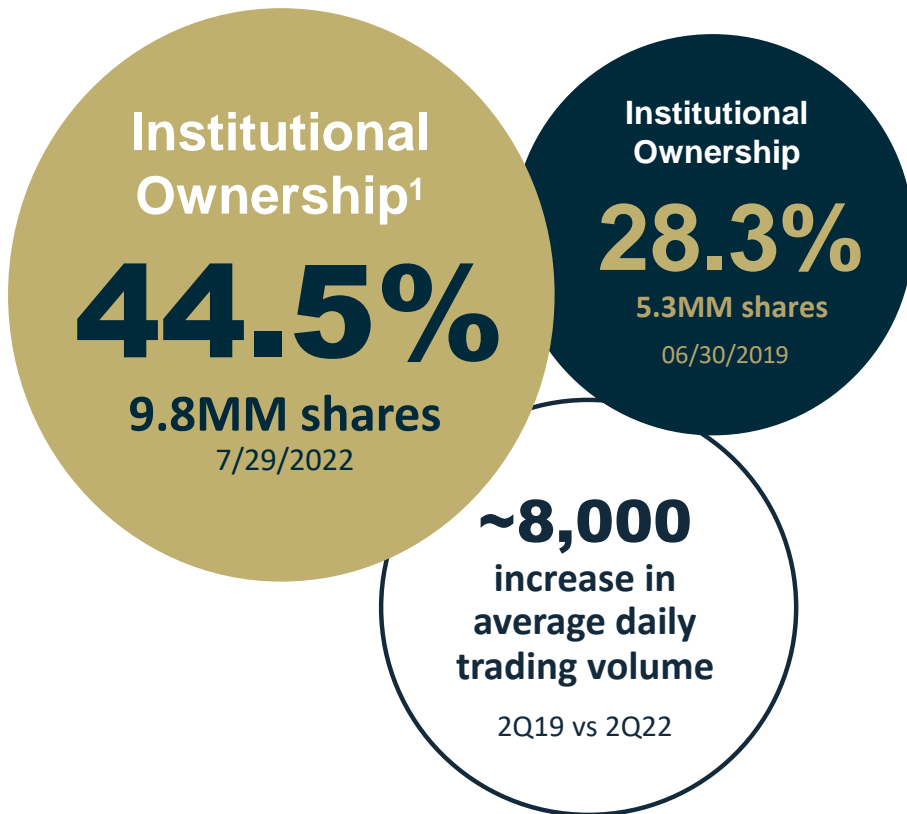 Institutional
Ownership¹
44.5%
9.8MM shares
7/29/2022
Institutional
Ownership
28.3%
5.3MM shares
06/30/2019
~8,000
increase in
average daily
trading volume
2Q19 vs 2Q22